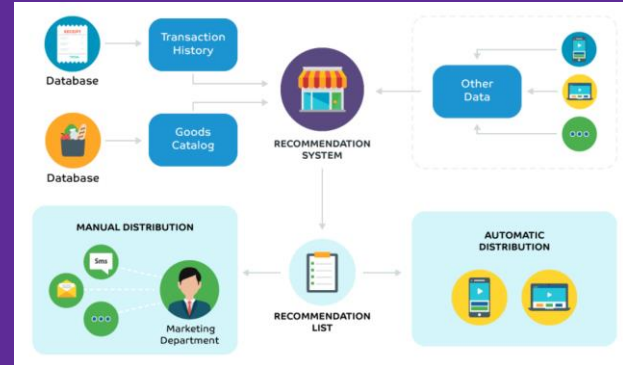 RECEIPT
Database
Transaction
History
Database
Goods
Catalog
RECOMMENDATION
SYSTEM
Other
Data
MANUAL DISTRIBUTION
Sms
Marketing
Department
RECOMMENDATION
LIST
AUTOMATIC
DISTRIBUTION